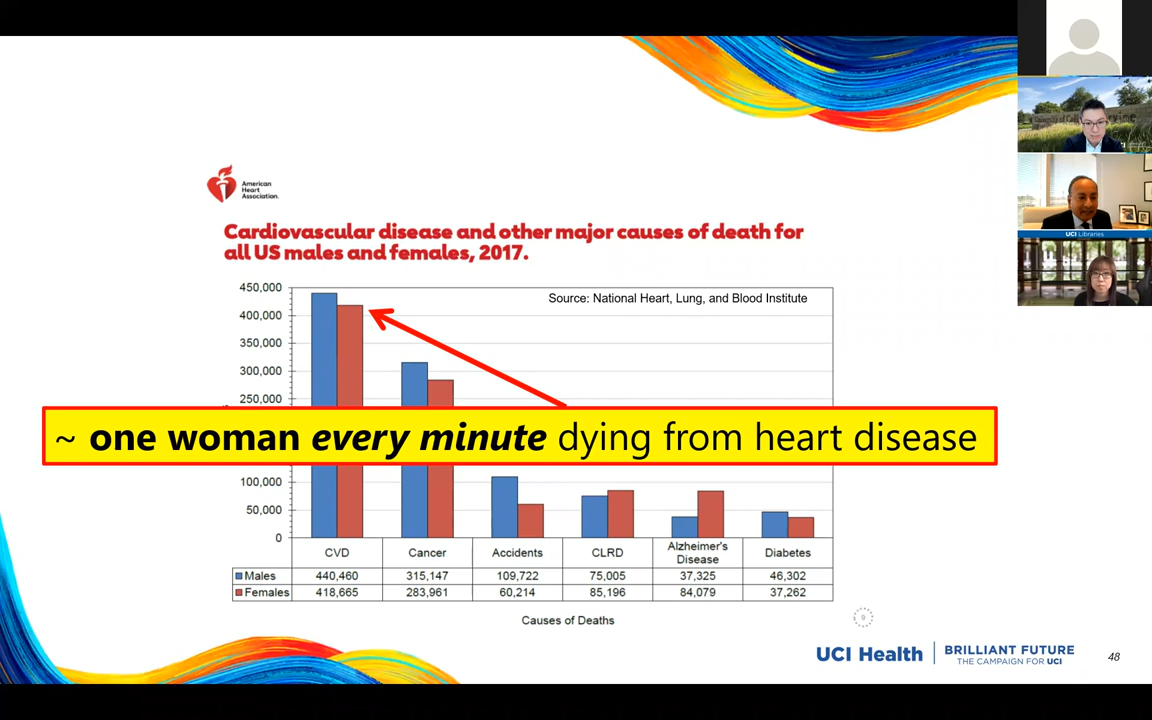 American
Heart
Association.
Cardiovascular disease and other major causes of death for
all US males and females, 2017.
Source: National Heart, Lung, and Blood Institute
450,000
400,000
350,000
300,000
250,000
~ one woman every minute dying from heart disease
100,000
50,000
0
CVD Cancer Accidents CLRD Alzheimer's Disease Diabetes
Males 440,460 315,147 109,722 75,005 37,325 46,302
Females 418,665 283,961 60,214 85,196 84,079 37,262
Causes of Deaths
9
UCI Health
BRILLIANT FUTURE
THE CAMPAIGN FOR UCI
48
UCI Libraries